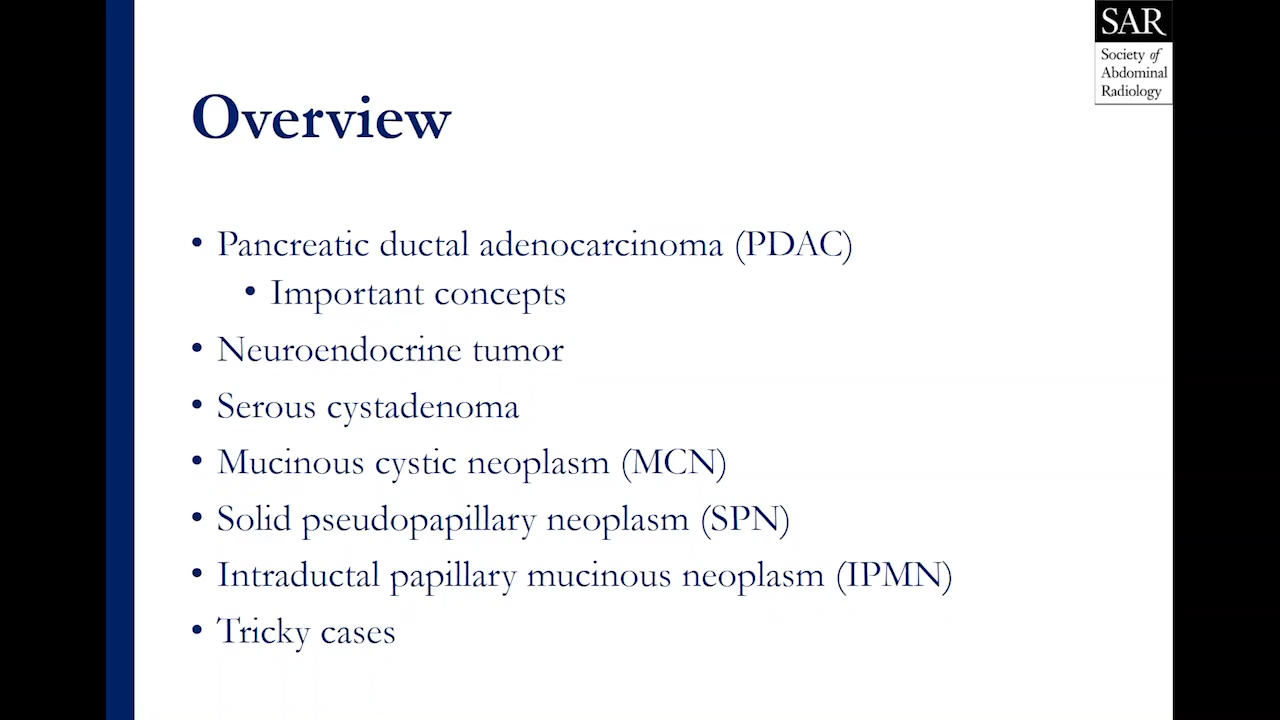 SAR
Society of
Abdominal
Radiology
Overview
• Pancreatic ductal adenocarcinoma (PDAC)
• Important concepts
• Neuroendocrine tumor
• Serous cystadenoma
• Mucinous cystic neoplasm (MCN)
• Solid pseudopapillary neoplasm (SPN)
• Intraductal papillary mucinous neoplasm (IPMN)
• Tricky cases